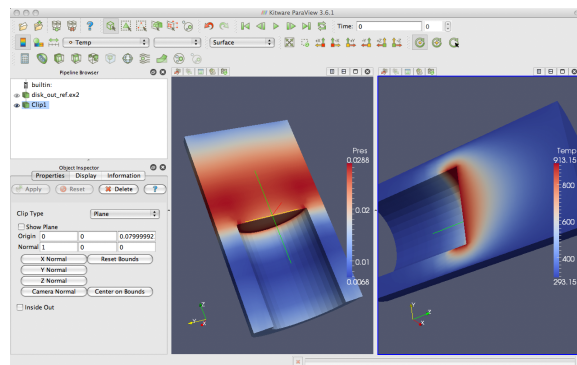 Kitware ParaView 3.6.1
Time: 0 0
Temp
Surface
Pipeline Browser
builtin:
disk_out_ref.ex2
Clip1
Object Inspector
Properties Display Information
Apply Reset Delete ?
Clip Type Plane
Show Plane
Origin 0 0 0.07999992
Normal 1 0 0
X Normal Reset Bounds
Y Normal
Z Normal
Camera Normal Center on Bounds
Inside Out
Pres
0.0288
0.02
0.01
0.0068
Z
Y X
Temp
913.15
800
600
400
293.15
Y
Z
X